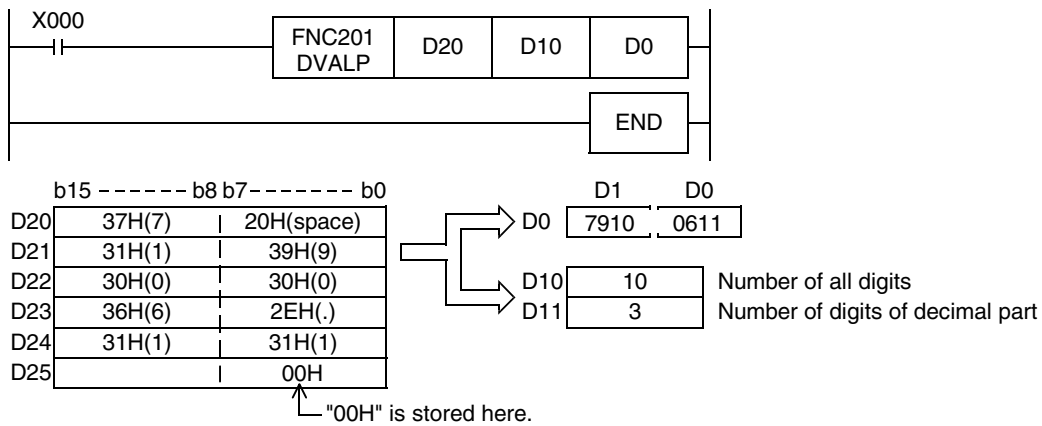 X000
FNC201 DVALP D20 D10 D0
END
b15 ------ b8 b7------- b0 D1 D0
D20 37H(7) 20H(space) D0 7910 0611
D21 31H(1) 39H(9)
D22 30H(0) 30H(0) D10 10 Number of all digits
D23 36H(6) 2EH(.) D11 3 Number of digits of decimal part
D24 31H(1) 31H(1)
D25 00H
"00H" is stored here.